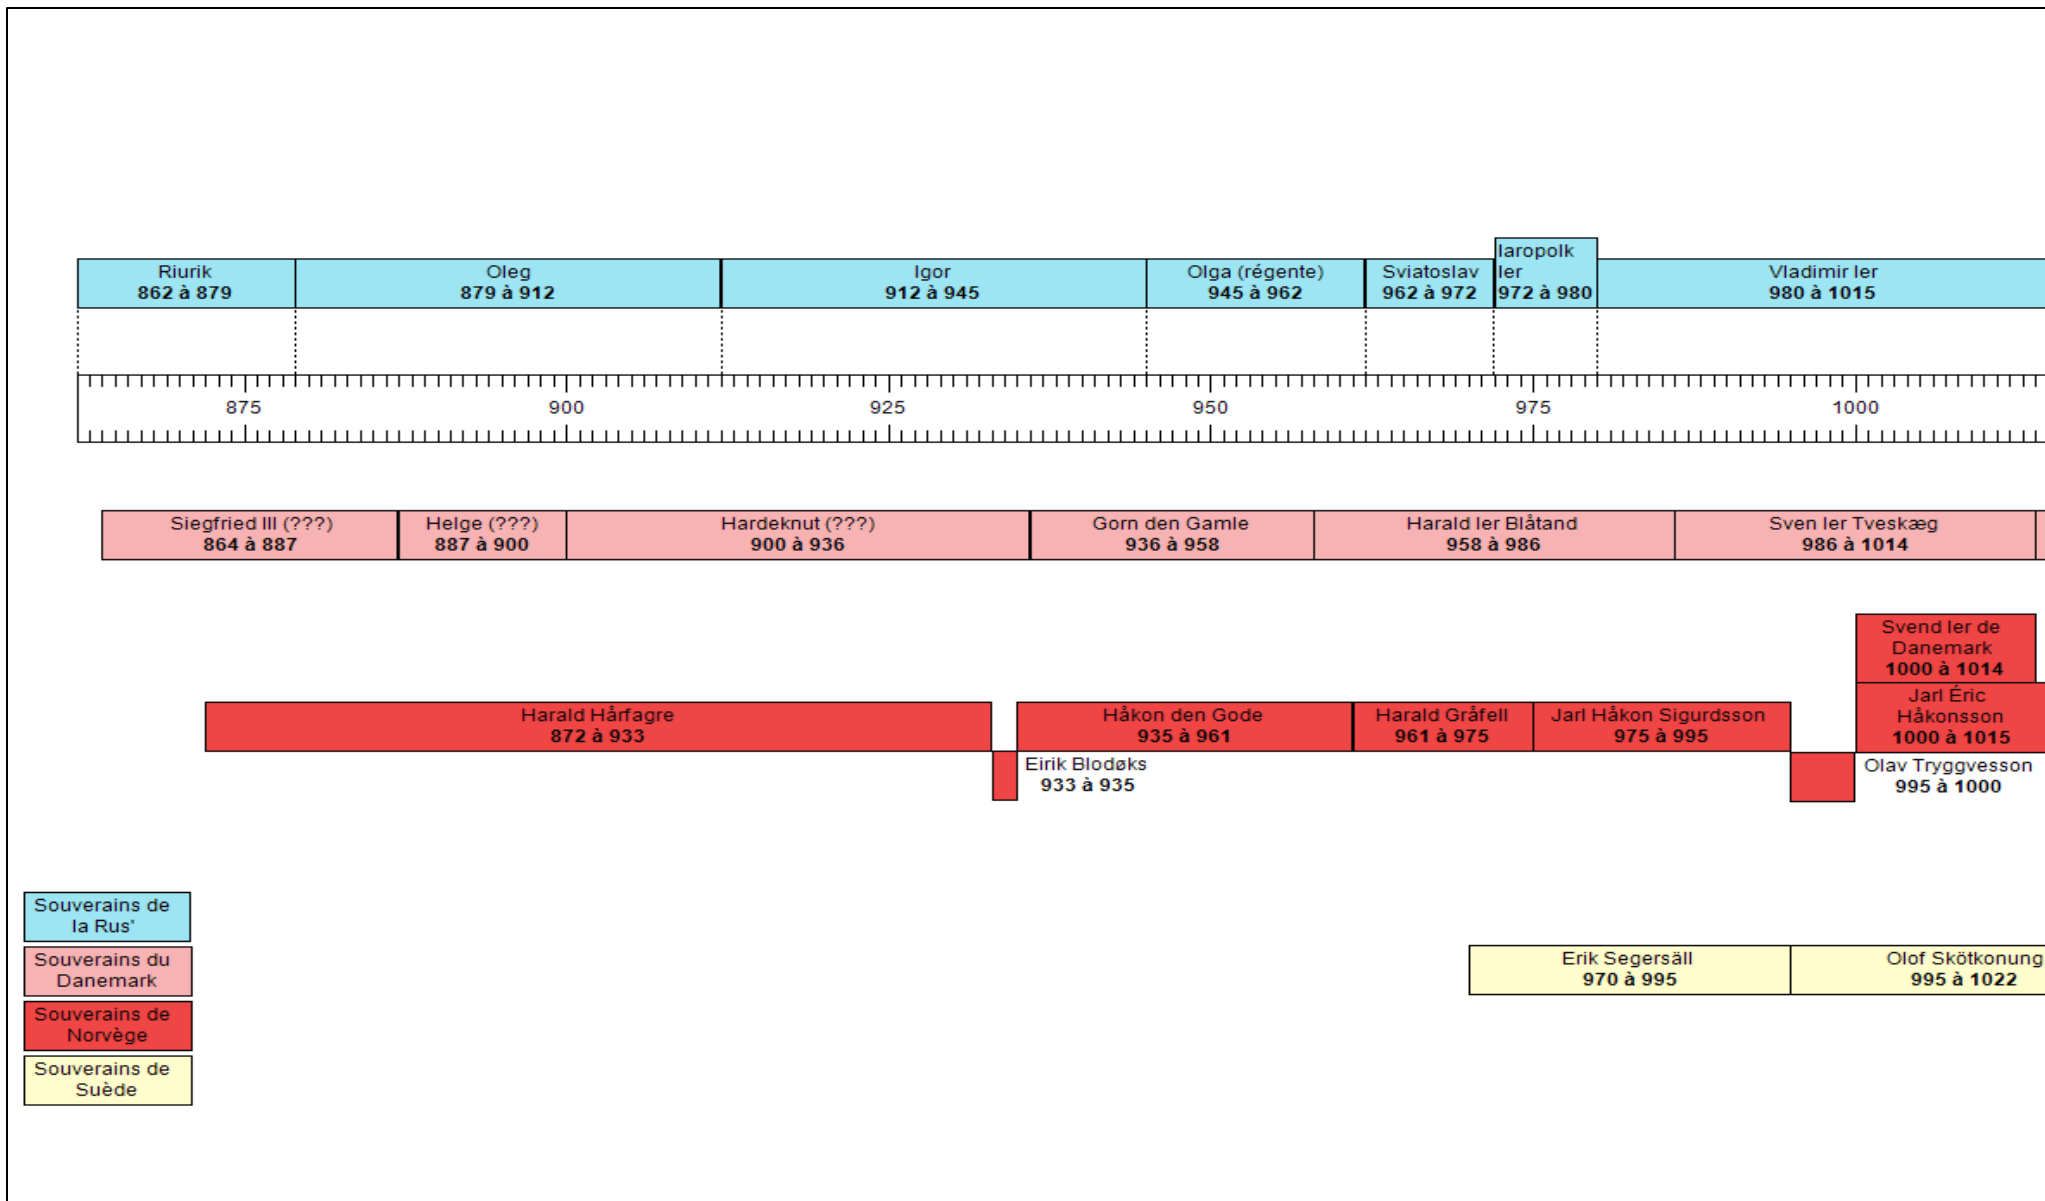 Riurik
862 à 879
Oleg
879 à 912
Igor
912 à 945
Olga (régente)
945 à 962
Sviatoslav
962 à 972
Iaropolk
Ier
972 à 980
Vladimir Ier
980 à 1015
875
900
925
950
975
1000
Siegfried III (???)
864 à 887
Helge (???)
887 à 900
Hardeknut (???)
900 à 936
Gorn den Gamle
936 à 958
Harald Ier Blåtand
958 à 986
Sven Ier Tveskæg
986 à 1014
Svend Ier de
Danemark
1000 à 1014
Jarl Éric
Håkonsson
1000 à 1015
Harald Hårfagre
872 à 933
Håkon den Gode
935 à 961
Harald Gråfell
961 à 975
Jarl Håkon Sigurdsson
975 à 995
Eirik Blodøks
933 à 935
Olav Tryggvesson
995 à 1000
Souverains de
la Rus'
Souverains du
Danemark
Souverains de
Norvège
Souverains de
Suède
Erik Segersäll
970 à 995
Olof Skötkonung
995 à 1022